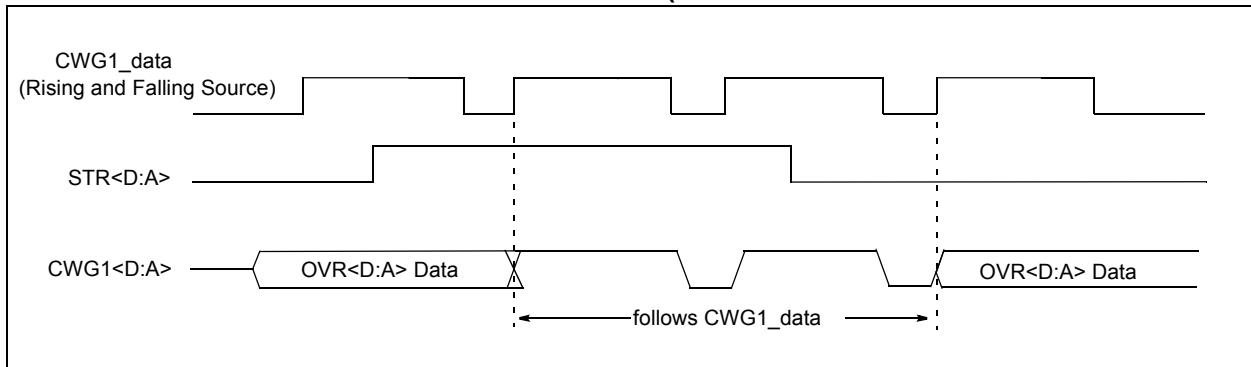 CWG1_data
(Rising and Falling Source)
STR<D:A>
CWG1<D:A>
OVR<D:A> Data
OVR<D:A> Data
follows CWG1_data